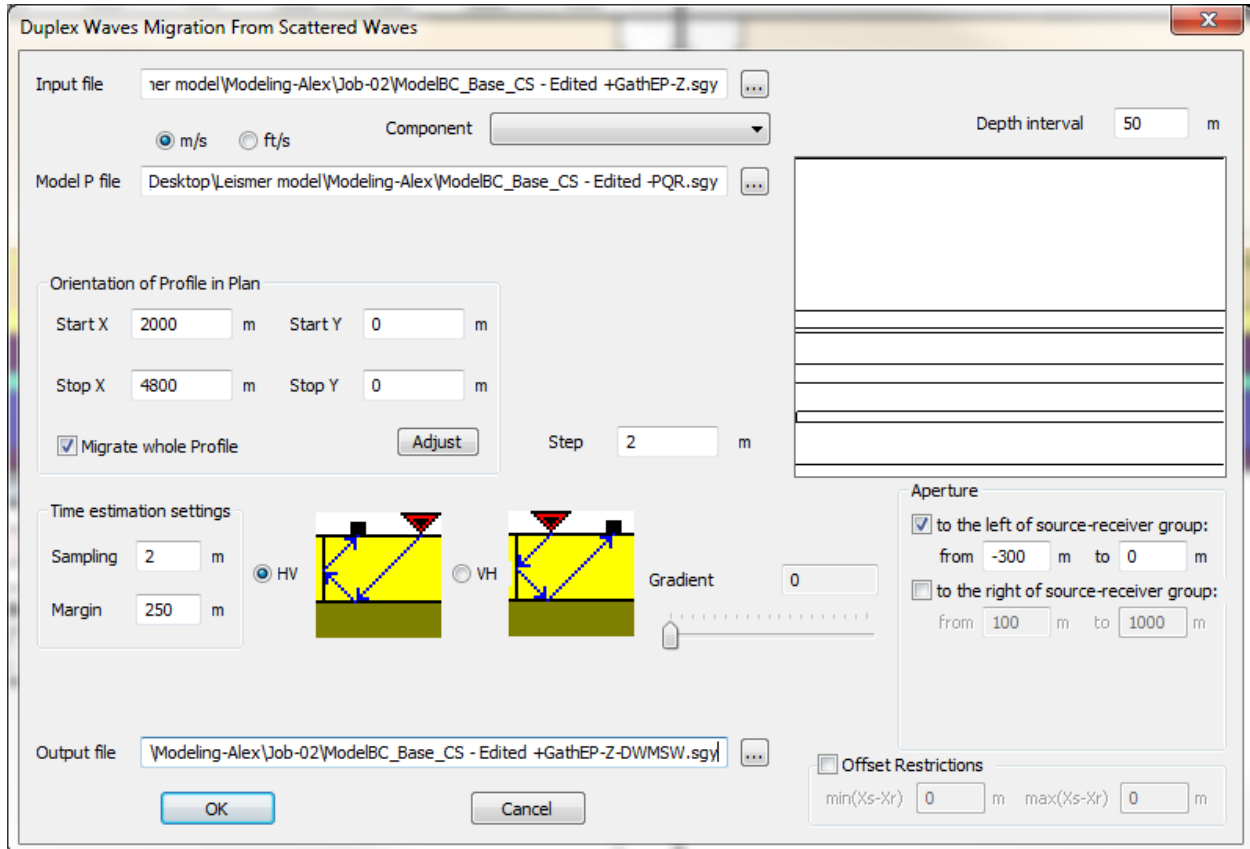 Duplex Waves Migration From Scattered Waves
Input file ner model\Modeling-Alex\Job-02\ModelBC_Base_CS - Edited +GathEP-Z.sgy ...
m/s ft/s Component Depth interval 50 m
Model P file Desktop\Leismer model\Modeling-Alex\ModelBC_Base_CS - Edited -PQR.sgy ...
Orientation of Profile in Plan
Start X 2000 m Start Y 0 m
Stop X 4800 m Stop Y 0 m
Migrate whole Profile Adjust Step 2 m
Time estimation settings
Sampling 2 m
Margin 250 m
HV VH
Gradient 0
Aperture
to the left of source-receiver group:
from -300 m to 0 m
to the right of source-receiver group:
from 100 m to 1000 m
Output file \Modeling-Alex\Job-02\ModelBC_Base_CS - Edited +GathEP-Z-DWMSW.sgy ...
Offset Restrictions
min(Xs-Xr) 0 m max(Xs-Xr) 0 m
OK Cancel